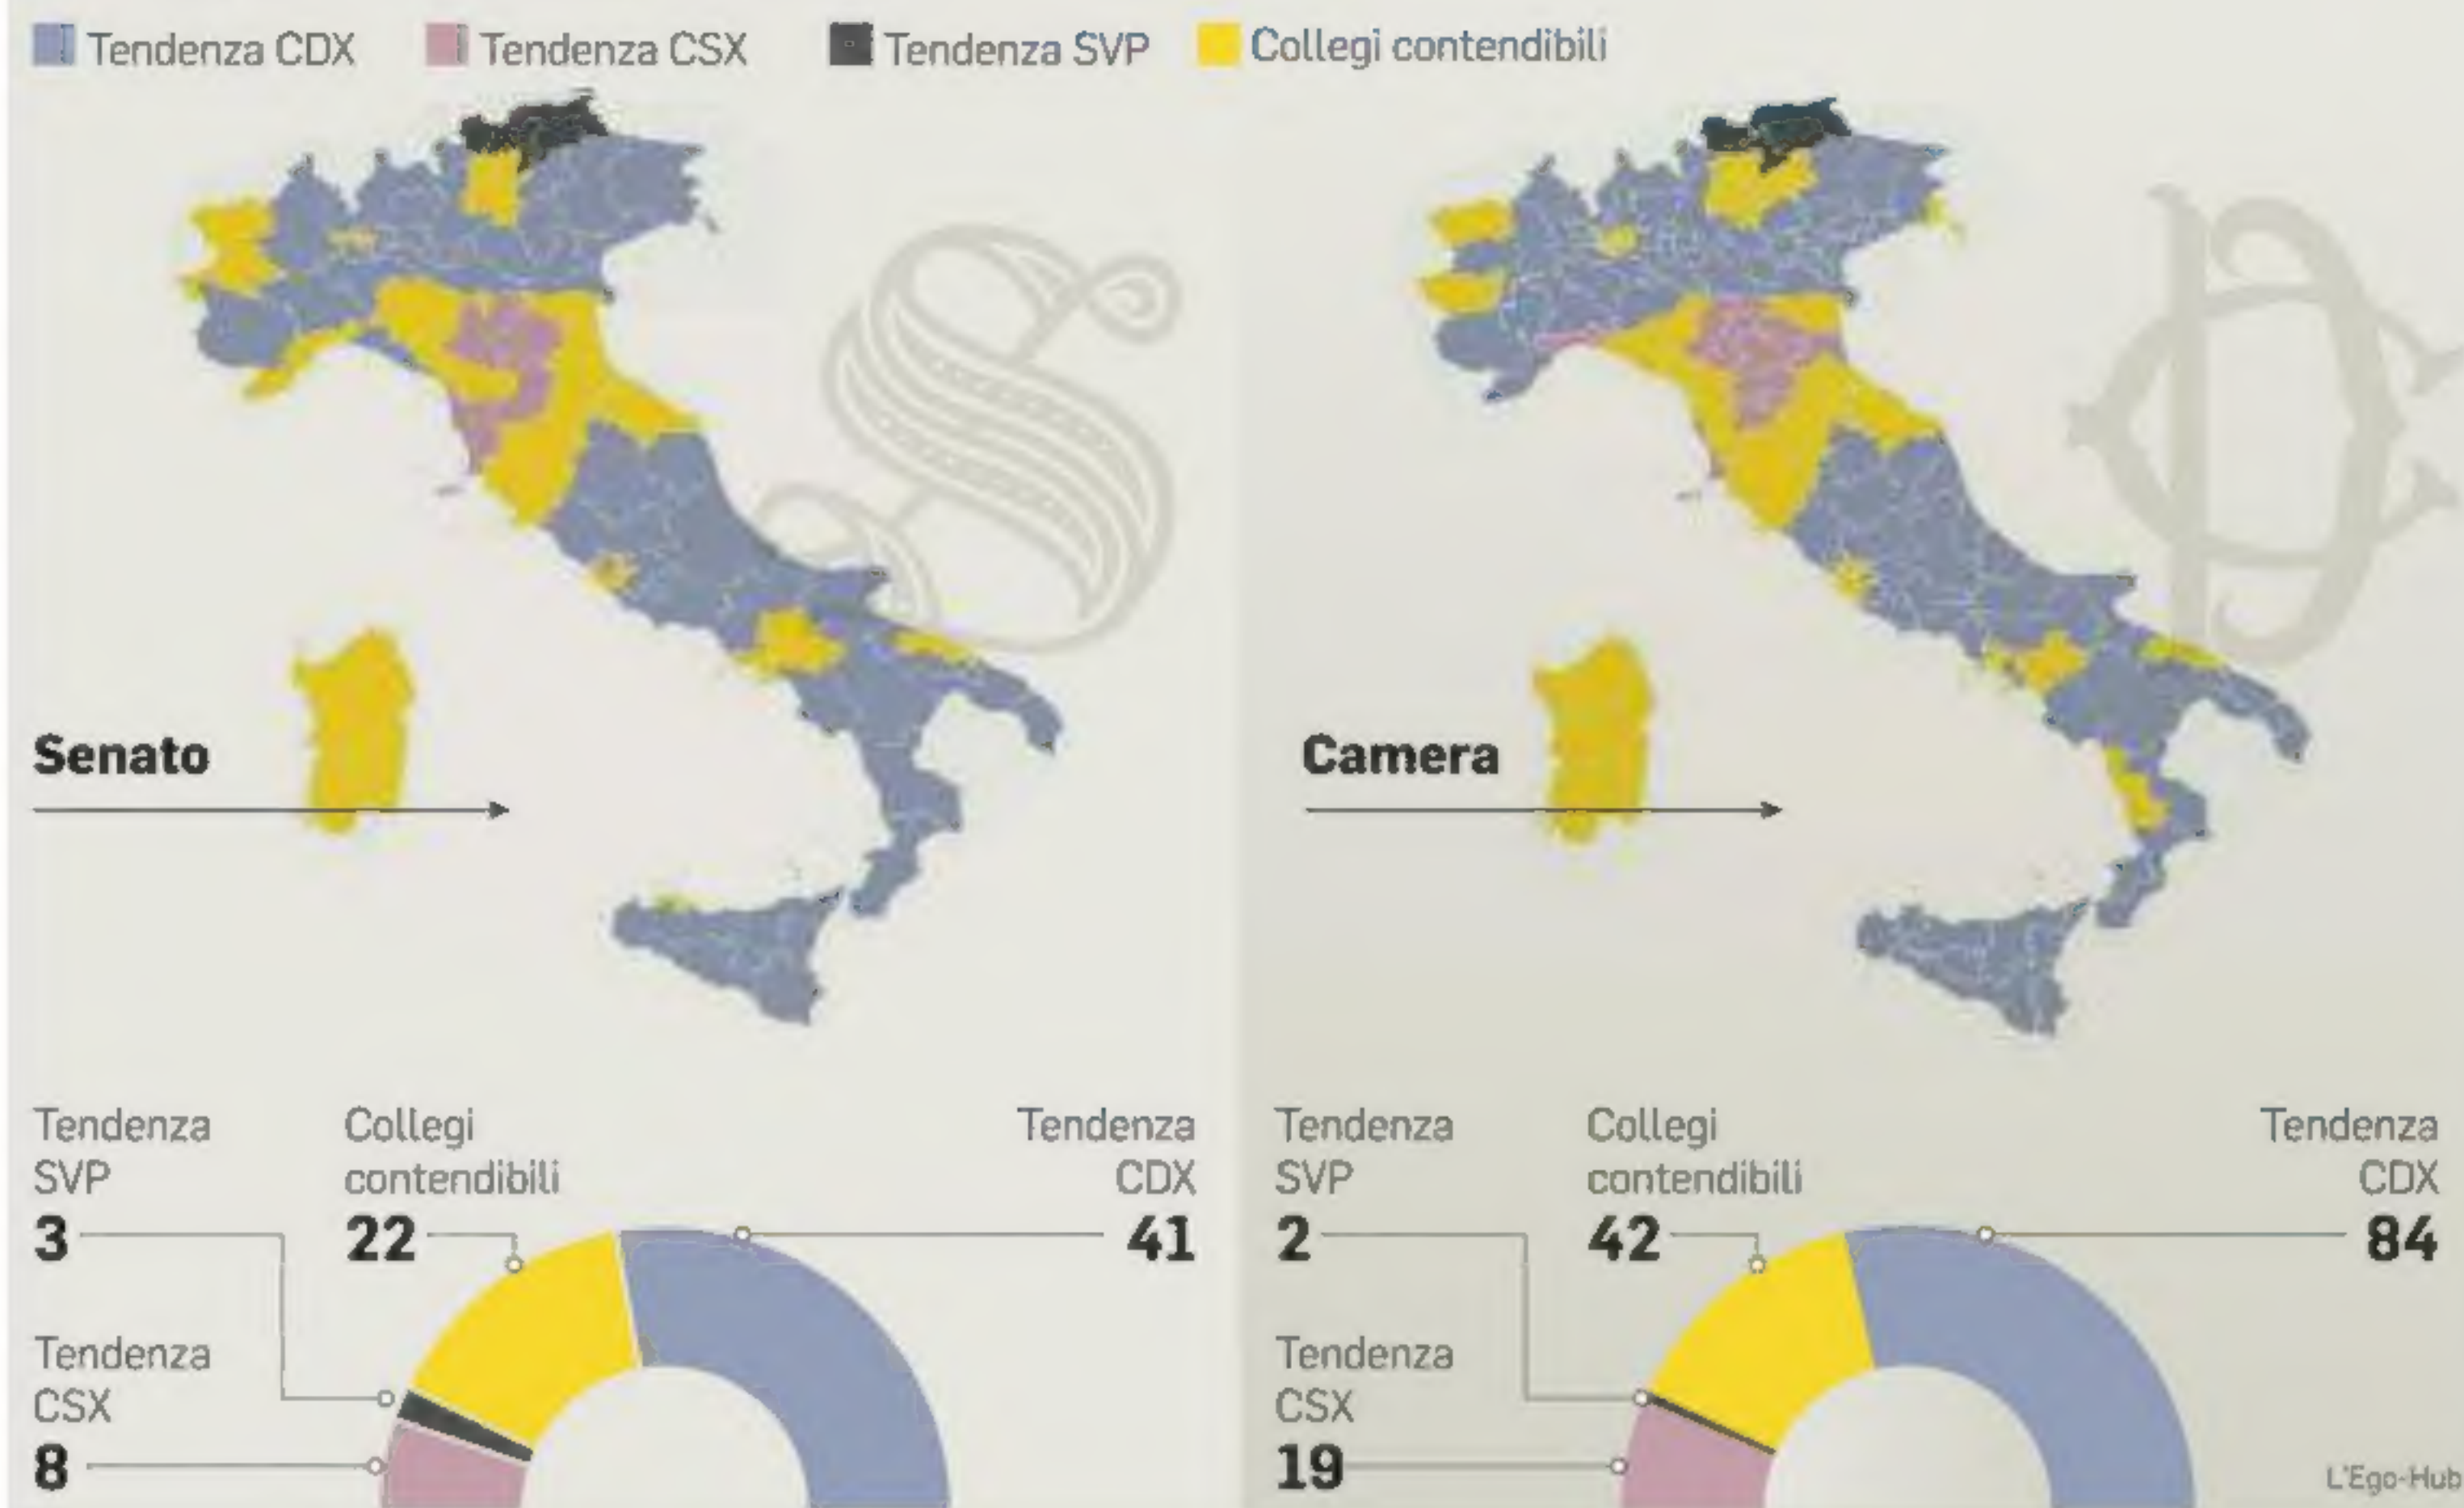 Tendenza CDX
Tendenza CSX
Tendenza SVP
Collegi contendibili
Senato
Camera
Tendenza
SVP
3
Collegi
contendibili
22
Tendenza
CDX
41
Tendenza
CSX
8
Tendenza
SVP
2
Collegi
contendibili
42
Tendenza
CDX
84
Tendenza
CSX
19
L'Ego-Hub